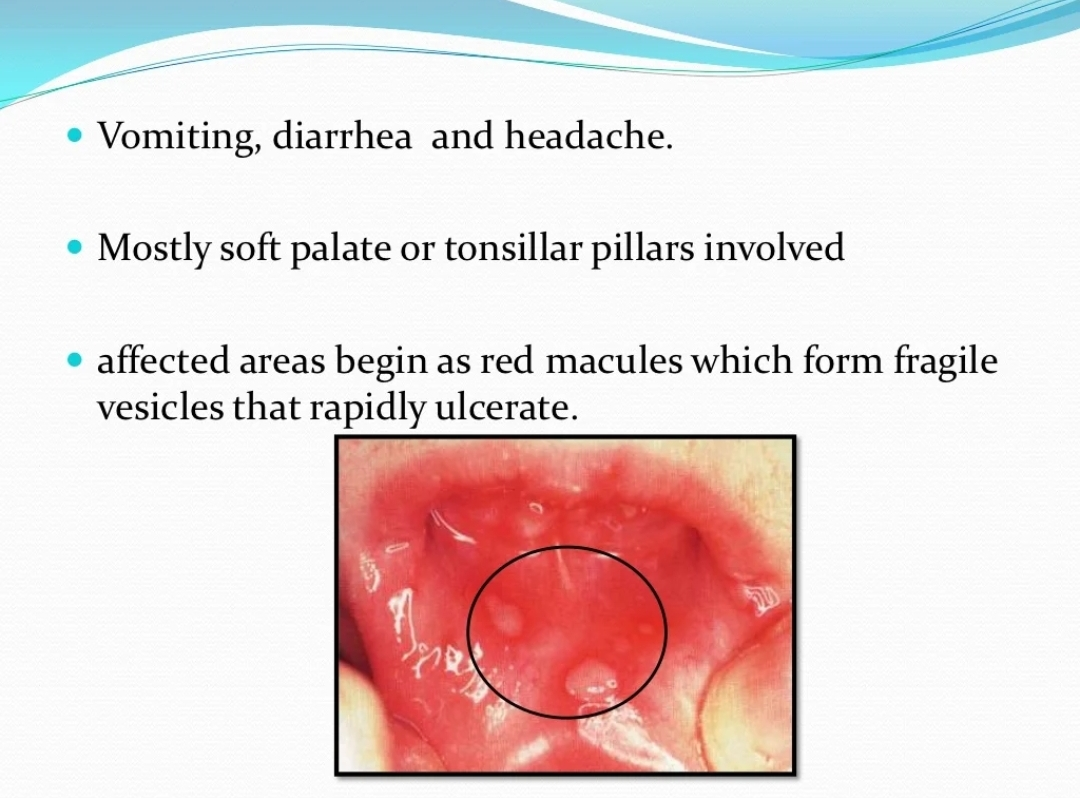 • Vomiting, diarrhea  and headache.
• Mostly soft palate or tonsillar pillars involved
• affected areas begin as red macules which form fragile
vesicles that rapidly ulcerate.